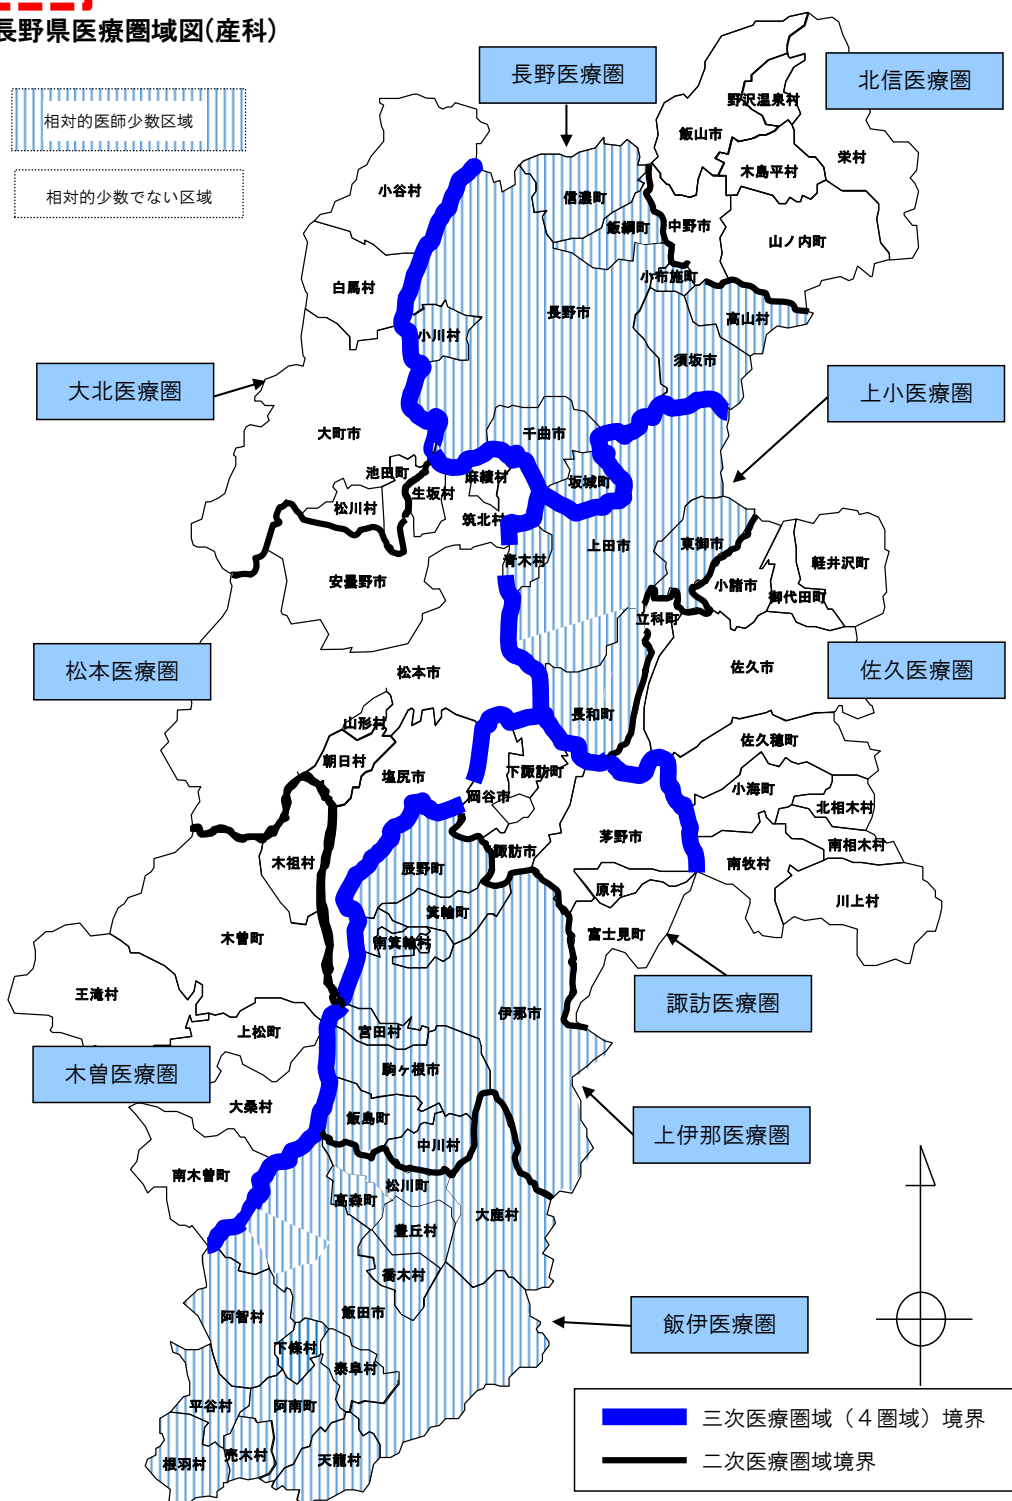 長野県医療圏域図(産科)
長野医療圏
北信医療圏
相対的医師少数区域
相対的少数でない区域
野沢温泉村
飯山市
栄村
木島平村
小谷村
信濃町
飯綱町
中野市
山ノ内町
小布施町
白馬村
長野市
高山村
小川村
須坂市
大北医療圏
上小医療圏
大町市
千曲市
池田町
麻績村
坂城町
生坂村
松川村
筑北村
上田市
東御市
青木村
軽井沢町
安曇野市
小諸市
御代田町
立科町
松本医療圏
松本市
佐久市
佐久医療圏
長和町
山形村
佐久穂町
朝日村
塩尻市
下諏訪町
小海町
岡谷市
北相木村
茅野市
諏訪市
南相木村
木祖村
辰野町
南牧村
原村
川上村
箕輪町
木曽町
南箕輪村
富士見町
王滝村
諏訪医療圏
伊那市
上松町
宮田村
木曽医療圏
駒ヶ根市
大桑村
飯島町
上伊那医療圏
中川村
南木曽町
松川町
高森町
大鹿村
豊丘村
喬木村
飯田市
阿智村
飯伊医療圏
下條村
泰阜村
平谷村
阿南町
売木村
天龍村
根羽村
三次医療圏域（４圏域）境界
二次医療圏域境界